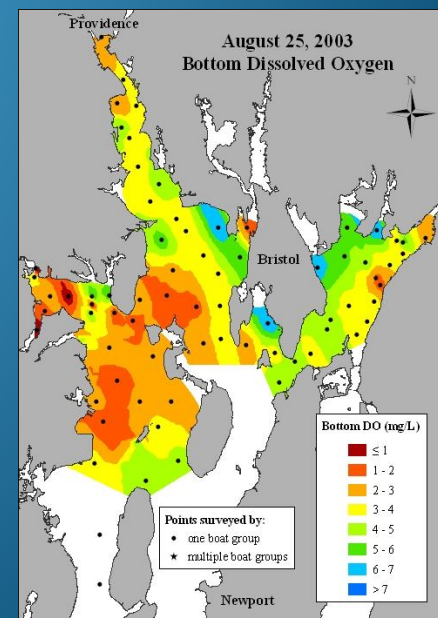 Providence
August 25, 2003
Bottom Dissolved Oxygen
N
Bristol
Bottom DO (mg/L)
≤ 1
1 - 2
2 - 3
3 - 4
4 - 5
5 - 6
6 - 7
> 7
Points surveyed by:
one boat group
multiple boat groups
Newport